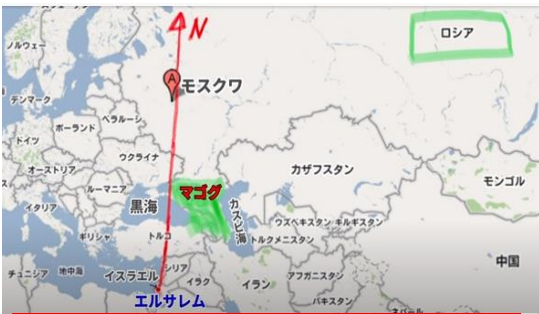 N
ロシア
ノルウェー
A
モスクワ
デンマーク
ベラルーシ
ポーランド
ドイツ
ウクライナ
オーストリア
カザフスタン
モンゴル
ルーマニア
マゴグ
イタリア
黒海
カスピ海
ウズベキスタン
キルギスタン
ギリシャ
トルコ
トルクメニスタン
中国
チュニジア
地中海
イスラエル
シリア
イラク
イラン
アフガニスタン
エルサレム
パキスタン